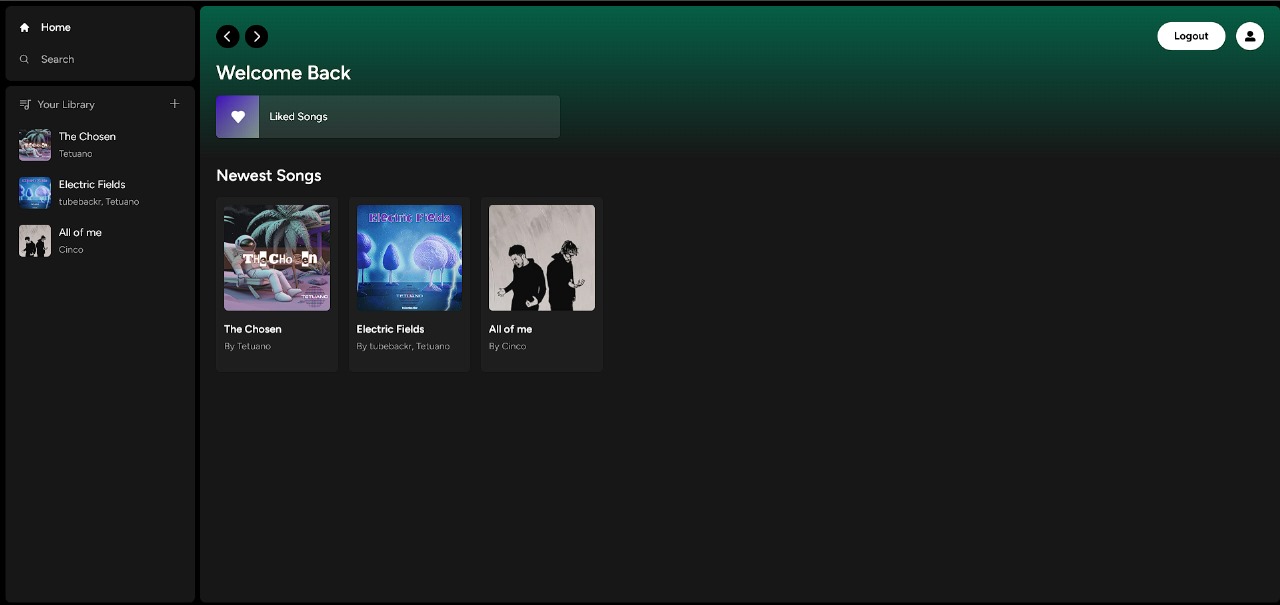 Home
Search
Your Library
The Chosen
Tetuano
Electric Fields
tubebackr, Tetuano
All of me
Cinco
Logout
Welcome Back
Liked Songs
Newest Songs
THe CHoSen
TETUANO
Electric Fields
TETUANO
The Chosen
By Tetuano
Electric Fields
By tubebackr, Tetuano
All of me
By Cinco